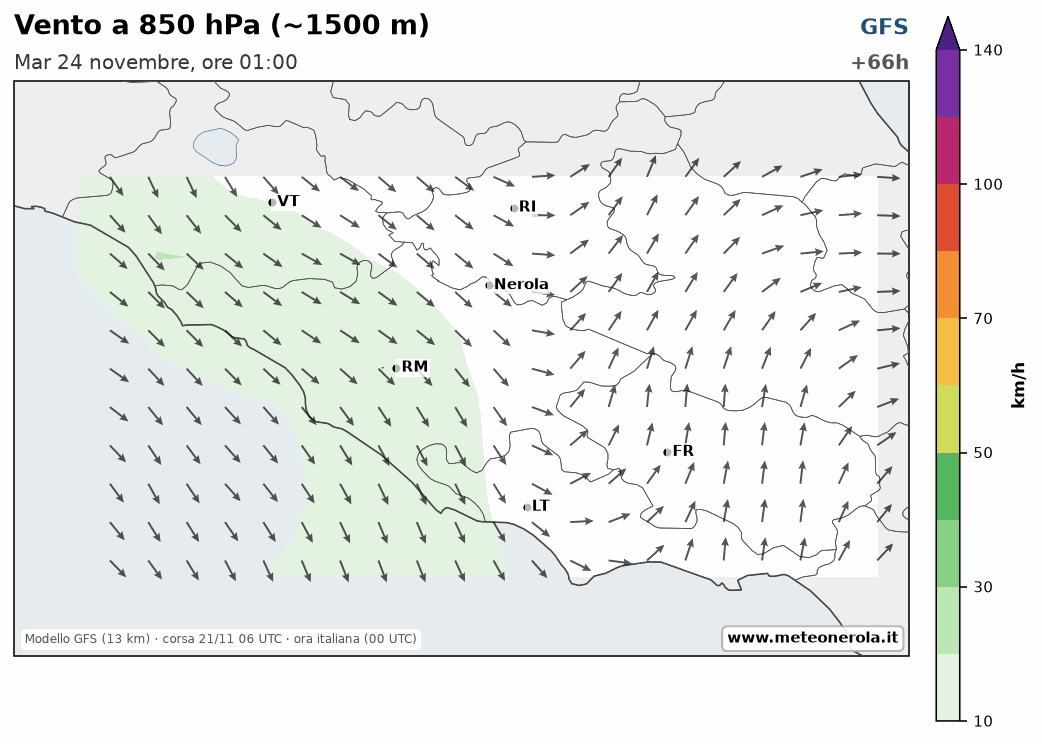 Vento a 850 hPa (~1500 m)
GFS
Mar 24 novembre, ore 01:00
+66h
VT
RI
Nerola
RM
FR
LT
140
100
70
50
30
10
km/h
Modello GFS (13 km) · corsa 21/11 06 UTC · ora italiana (00 UTC)
www.meteonerola.it